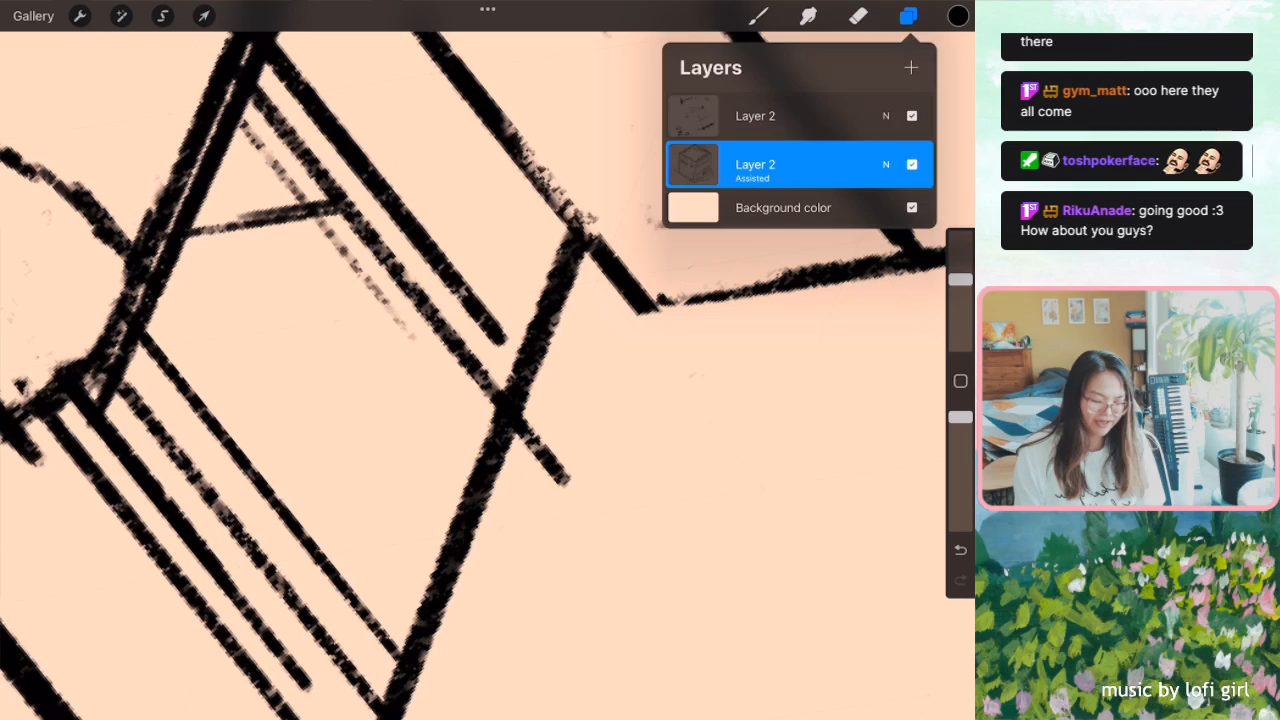 Gallery
Layers
Layer 2
N
Layer 2
N
Assisted
Background color
there
gym_matt: ooo here they
all come
toshpokerface:
RikuAnade: going good :3
How about you guys?
music by lofi girl